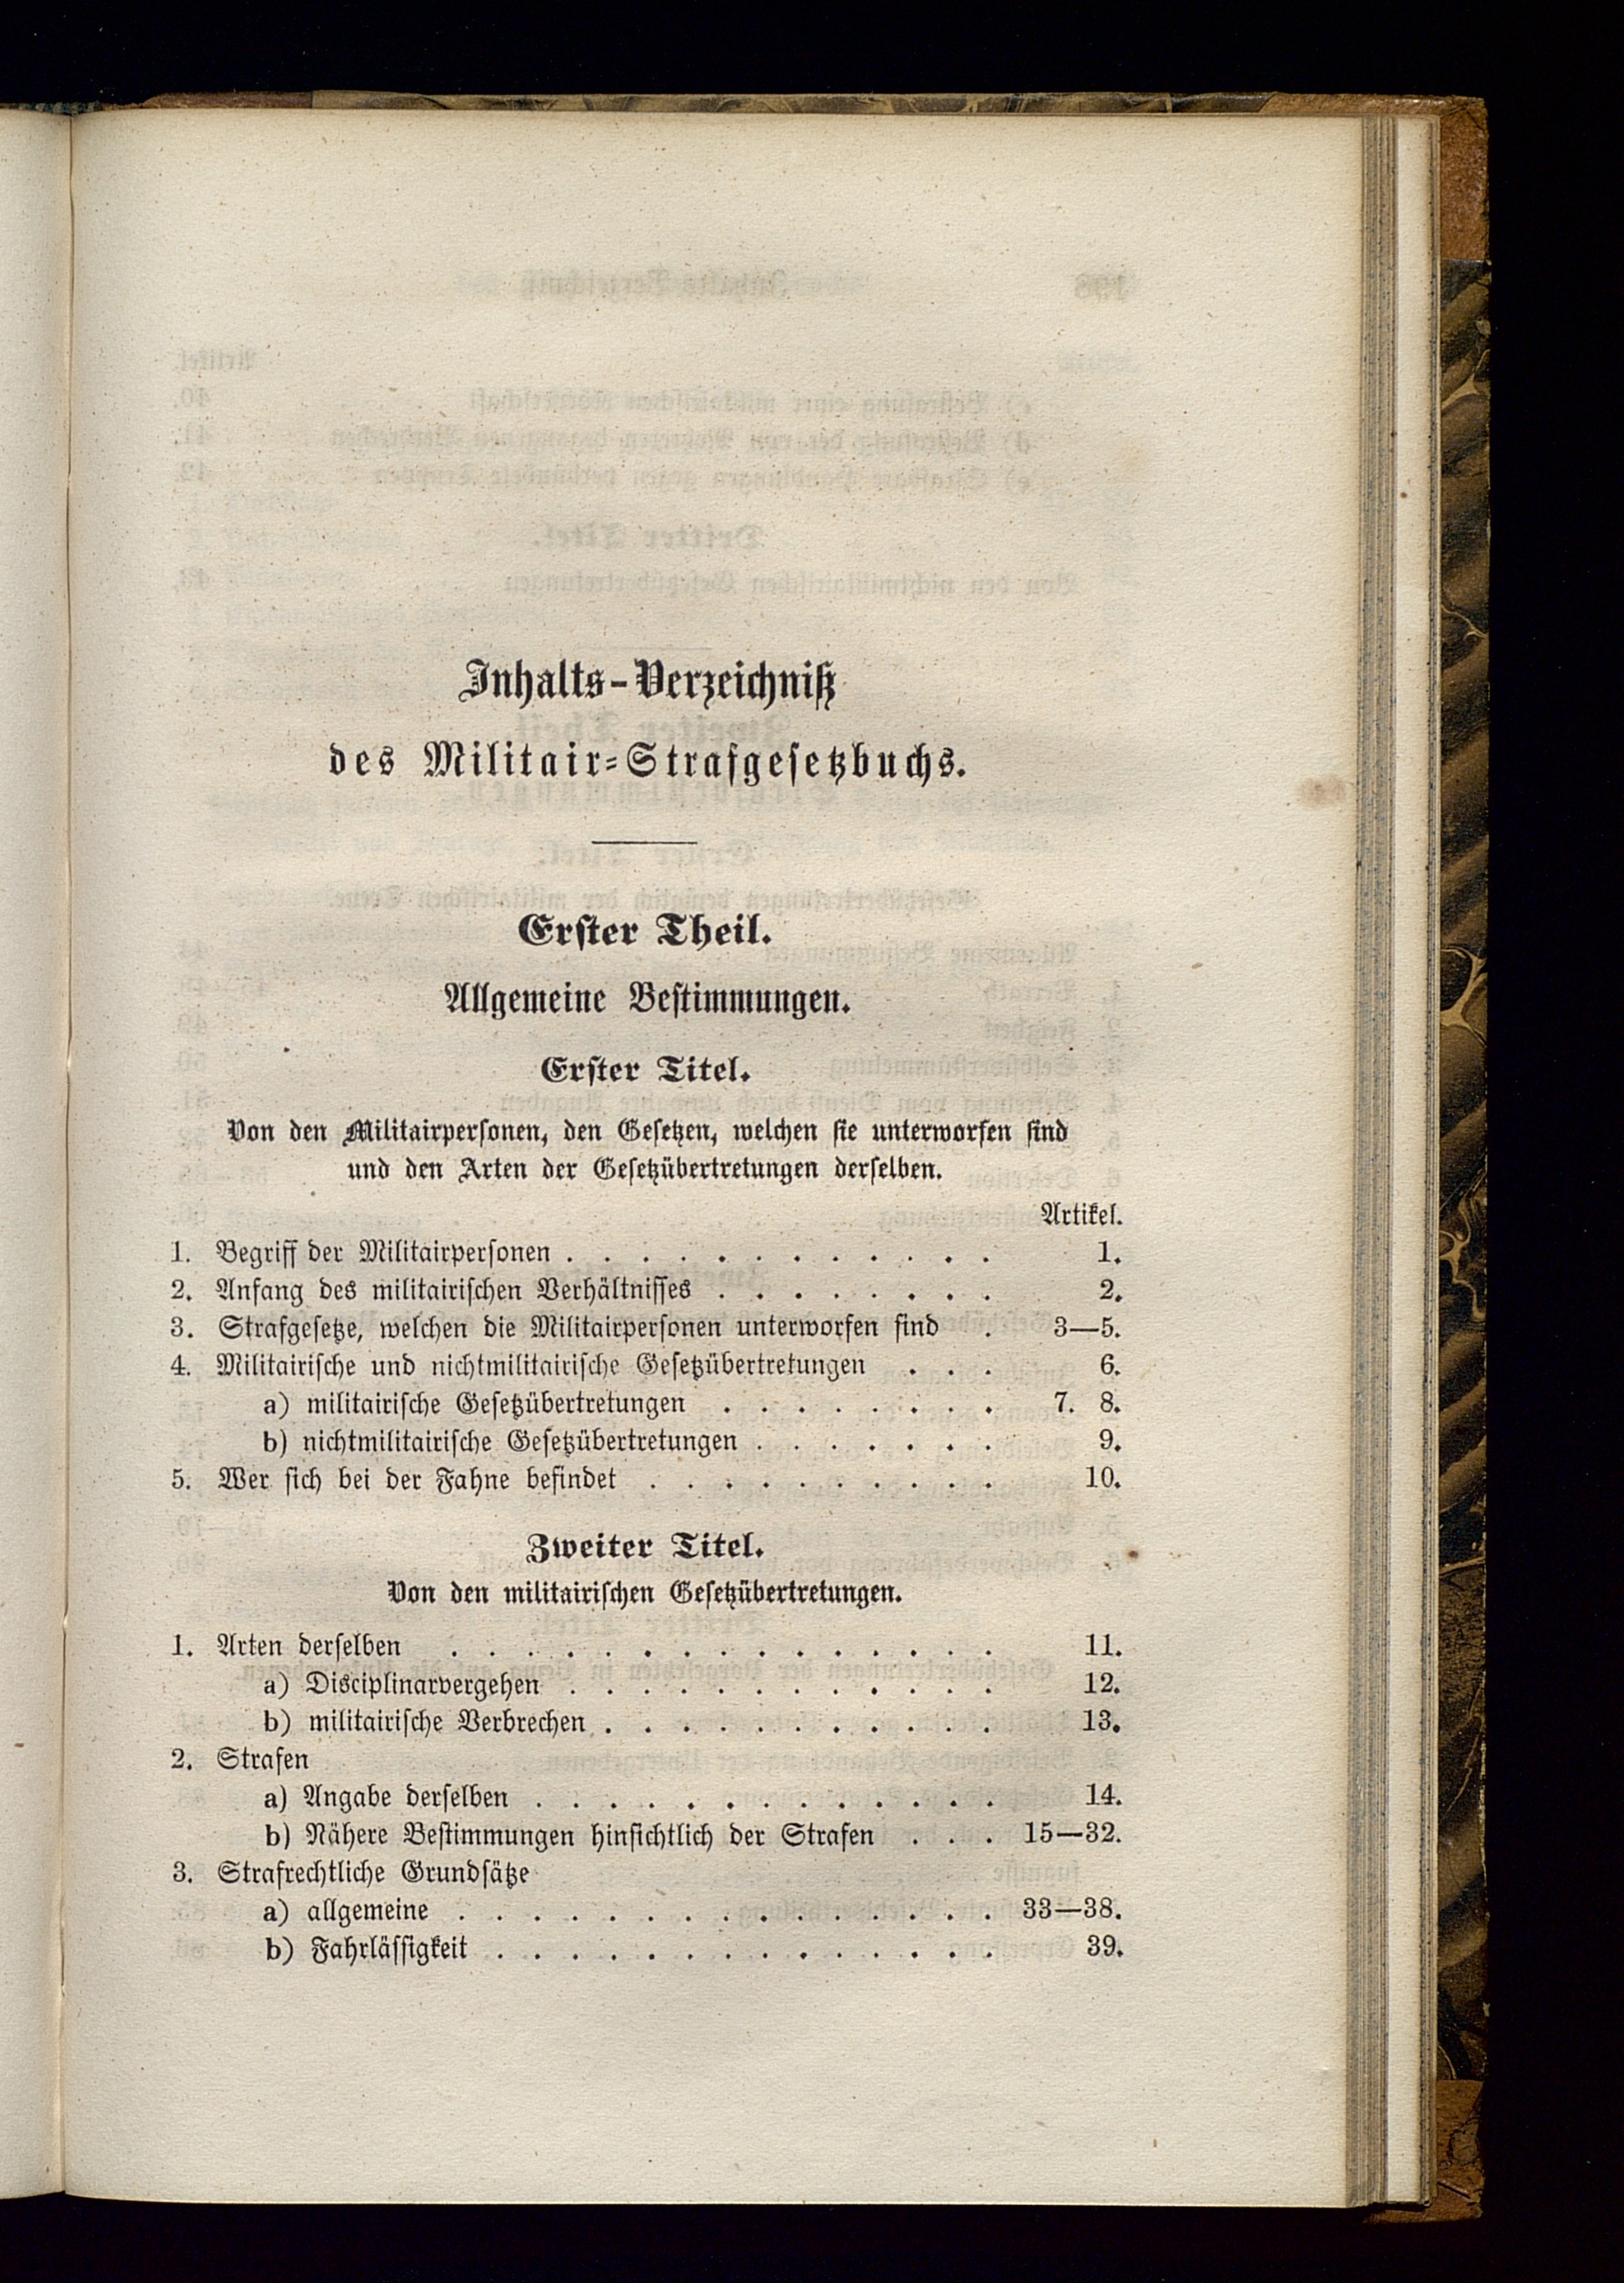 Inhalts-Verzeichniß
des Militair-Strafgesetzbuchs.
Erster Theil.
Allgemeine Bestimmungen.
Erster Titel.
Von den Militairpersonen, den Gesetzen, welchen sie unterworfen sind
und den Arten der Gesetzübertretungen derselben.
Artikel.
1. Begriff der Militairpersonen . . . . . . . . . . . . 1.
2. Anfang des militairischen Verhältnisses . . . . . . . . 2.
3. Strafgesetze, welchen die Militairpersonen unterworfen sind . 3—5.
4. Militairische und nichtmilitairische Gesetzübertretungen . . . 6.
a) militairische Gesetzübertretungen . . . . . . . . 7. 8.
b) nichtmilitairische Gesetzübertretungen . . . . . . . 9.
5. Wer sich bei der Fahne befindet . . . . . . . . . . 10.
Zweiter Titel.
Von den militairischen Gesetzübertretungen.
1. Arten derselben . . . . . . . . . . . . . . . 11.
a) Disciplinarvergehen . . . . . . . . . . . . 12.
b) militairische Verbrechen . . . . . . . . . . . 13.
2. Strafen
a) Angabe derselben . . . . . . . . . . . . . 14.
b) Nähere Bestimmungen hinsichtlich der Strafen . . . 15—32.
3. Strafrechtliche Grundsätze
a) allgemeine . . . . . . . . . . . . . . . 33—38.
b) Fahrlässigkeit . . . . . . . . . . . . . . 39.